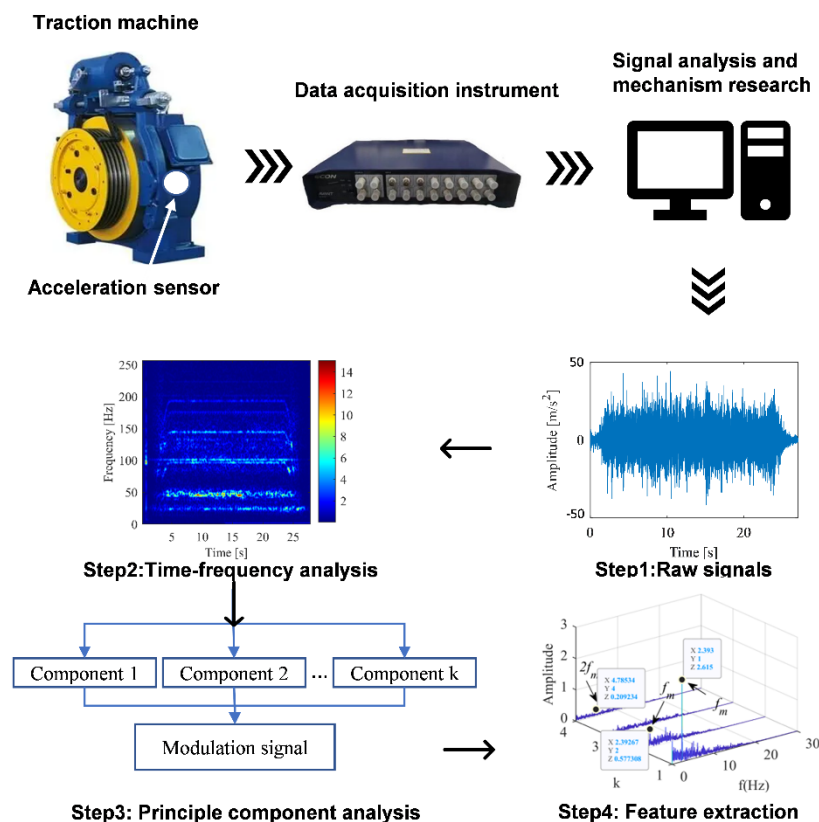 Traction machine
Data acquisition instrument
Signal analysis and
mechanism research
Acceleration sensor
250
200
150
100
50
0
Frequency [Hz]
5 10 15 20 25
Time [s]
14
12
10
8
6
4
2
Step2:Time-frequency analysis
50
0
-50
Amplitude [m/s²]
0 10 20
Time [s]
Step1:Raw signals
Component 1
Component 2
...
Component k
Modulation signal
Step3: Principle component analysis
3
2
1
0
Amplitude
4
3
1
k
0 10 20 30
f(Hz)
X 2.393
Y 1
Z 2.615
X 4.78534
Y 4
Z 0.209234
X 2.39267
Y 2
Z 0.577308
2fm
fm
fm
Step4: Feature extraction